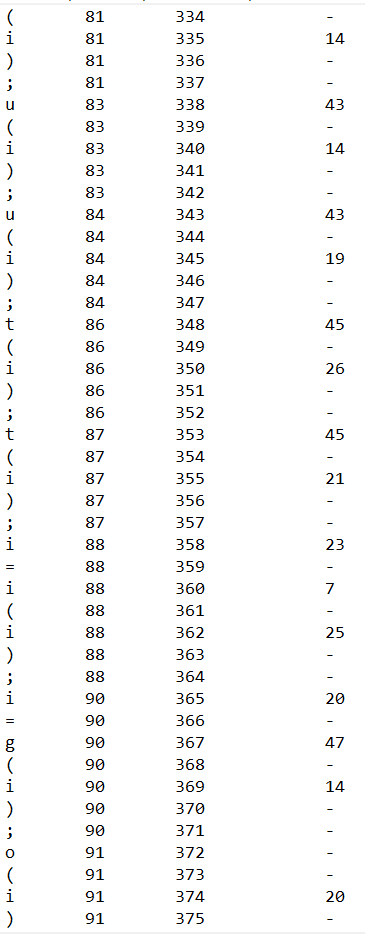 ( 81 334 -
i 81 335 14
) 81 336 -
; 81 337 -
u 83 338 43
( 83 339 -
i 83 340 14
) 83 341 -
; 83 342 -
u 84 343 43
( 84 344 -
i 84 345 19
) 84 346 -
; 84 347 -
t 86 348 45
( 86 349 -
i 86 350 26
) 86 351 -
; 86 352 -
t 87 353 45
( 87 354 -
i 87 355 21
) 87 356 -
; 87 357 -
i 88 358 23
= 88 359 -
i 88 360 7
( 88 361 -
i 88 362 25
) 88 363 -
; 88 364 -
i 90 365 20
= 90 366 -
g 90 367 47
( 90 368 -
i 90 369 14
) 90 370 -
; 90 371 -
o 91 372 -
( 91 373 -
i 91 374 20
) 91 375 -